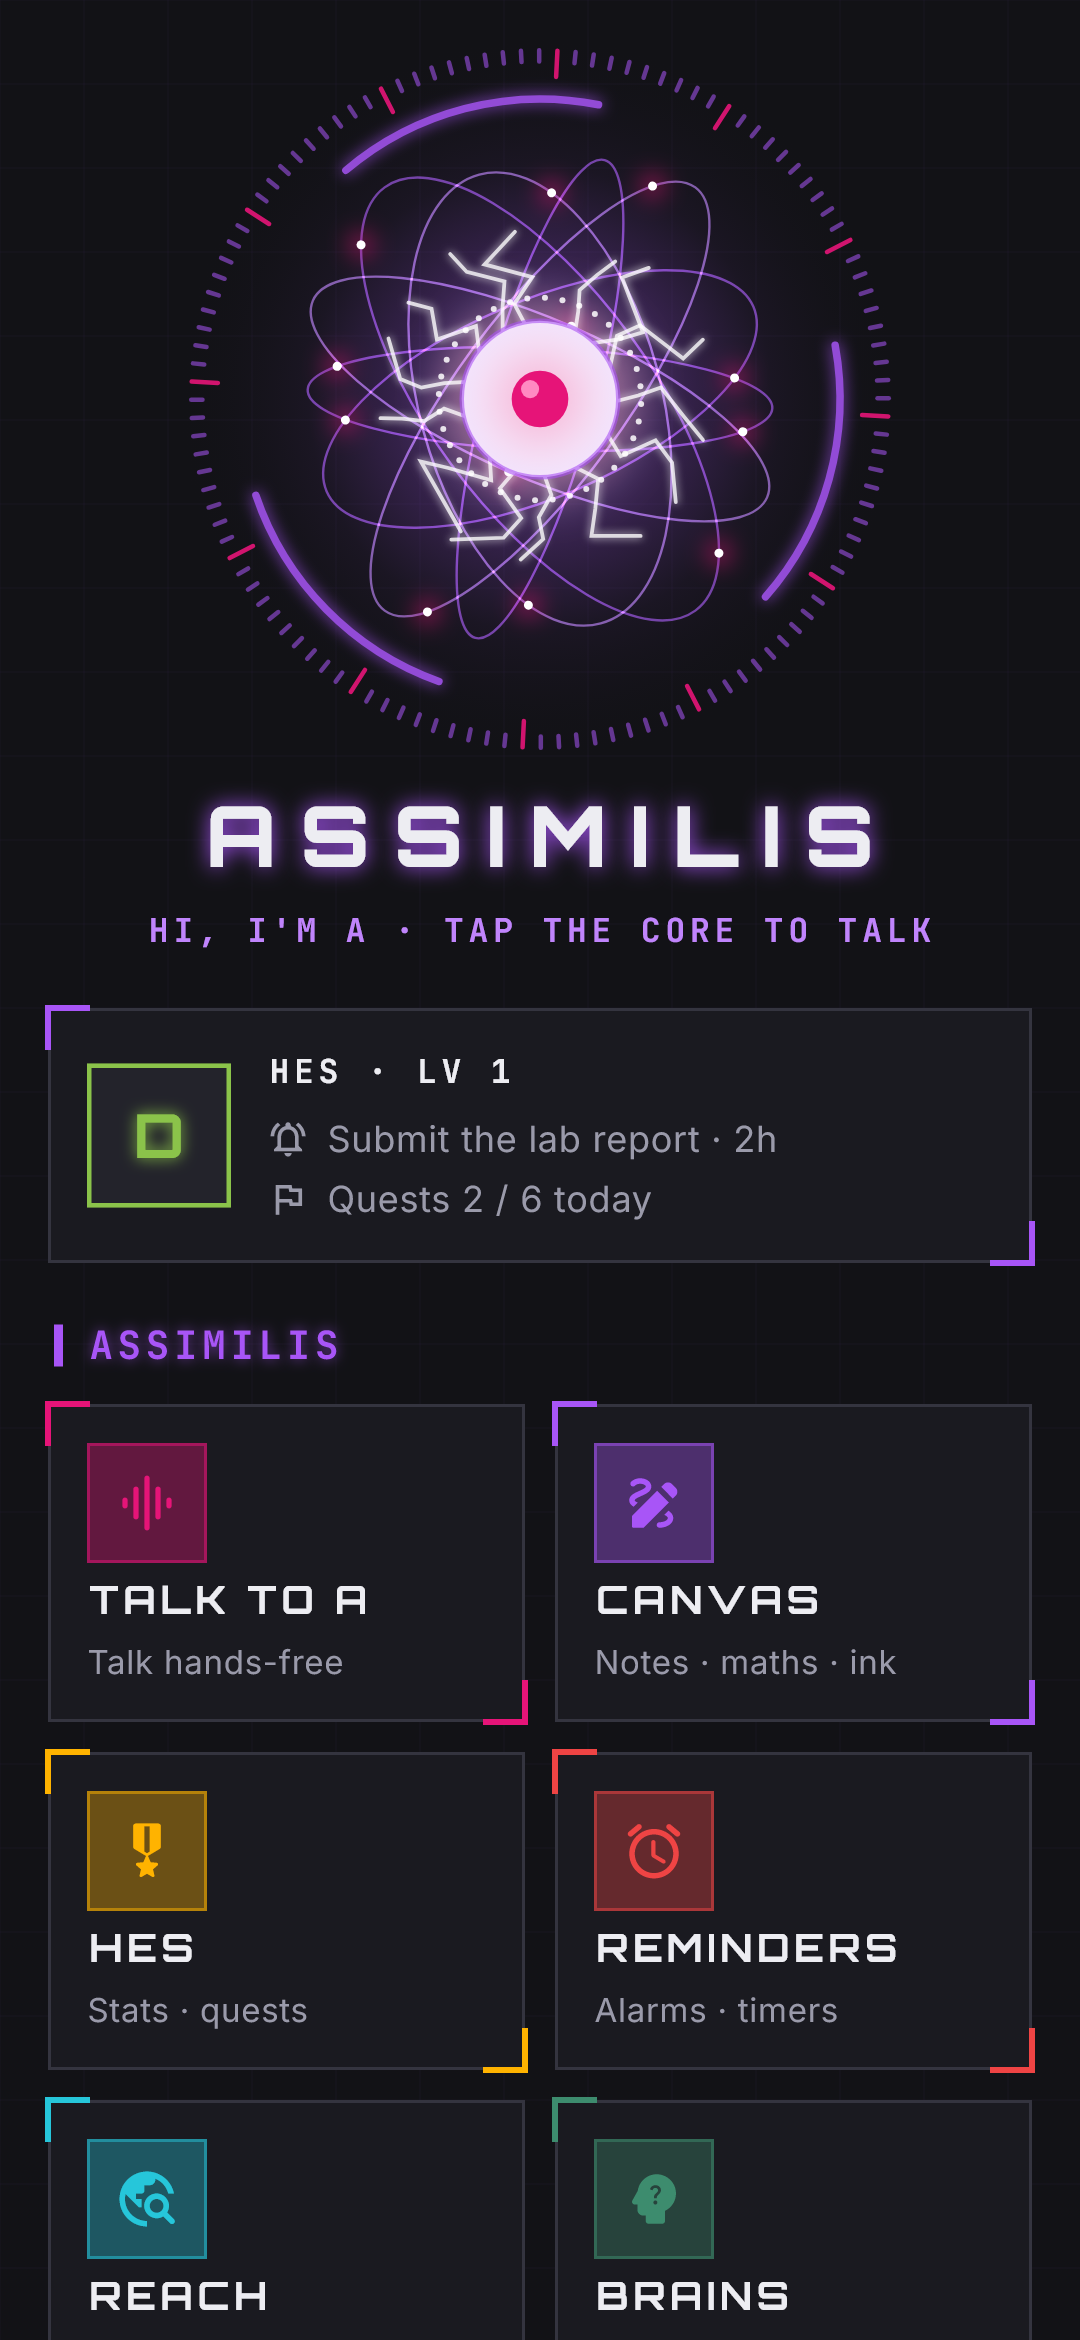 ASSIMILIS
HI, I'M A · TAP THE CORE TO TALK
D
HES · LV 1
Submit the lab report · 2h
Quests 2 / 6 today
ASSIMILIS
TALK TO A
Talk hands-free
CANVAS
Notes · maths · ink
HES
Stats · quests
REMINDERS
Alarms · timers
REACH
BRAINS